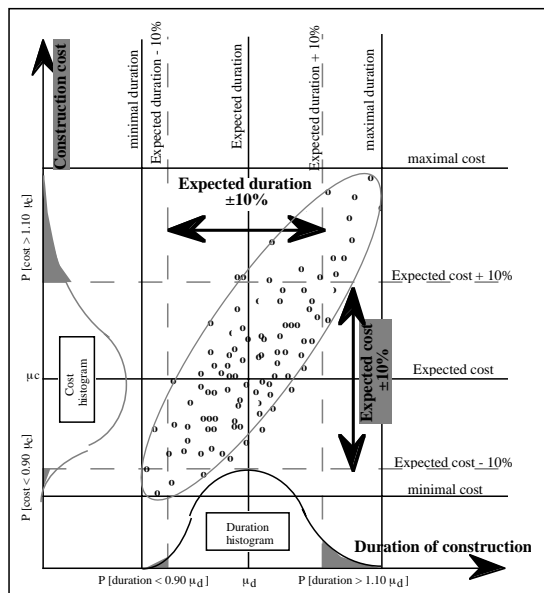 Construction cost
minimal duration
Expected duration - 10%
Expected duration
Expected duration + 10%
maximal duration
maximal cost
Expected duration
±10%
P [cost > 1.10 μc]
Expected cost + 10%
Expected cost
±10%
μc
Cost
histogram
Expected cost
Expected cost - 10%
P [cost < 0.90 μc]
minimal cost
Duration
histogram
Duration of construction
P [duration < 0.90 μd]
μd
P [duration > 1.10 μd]